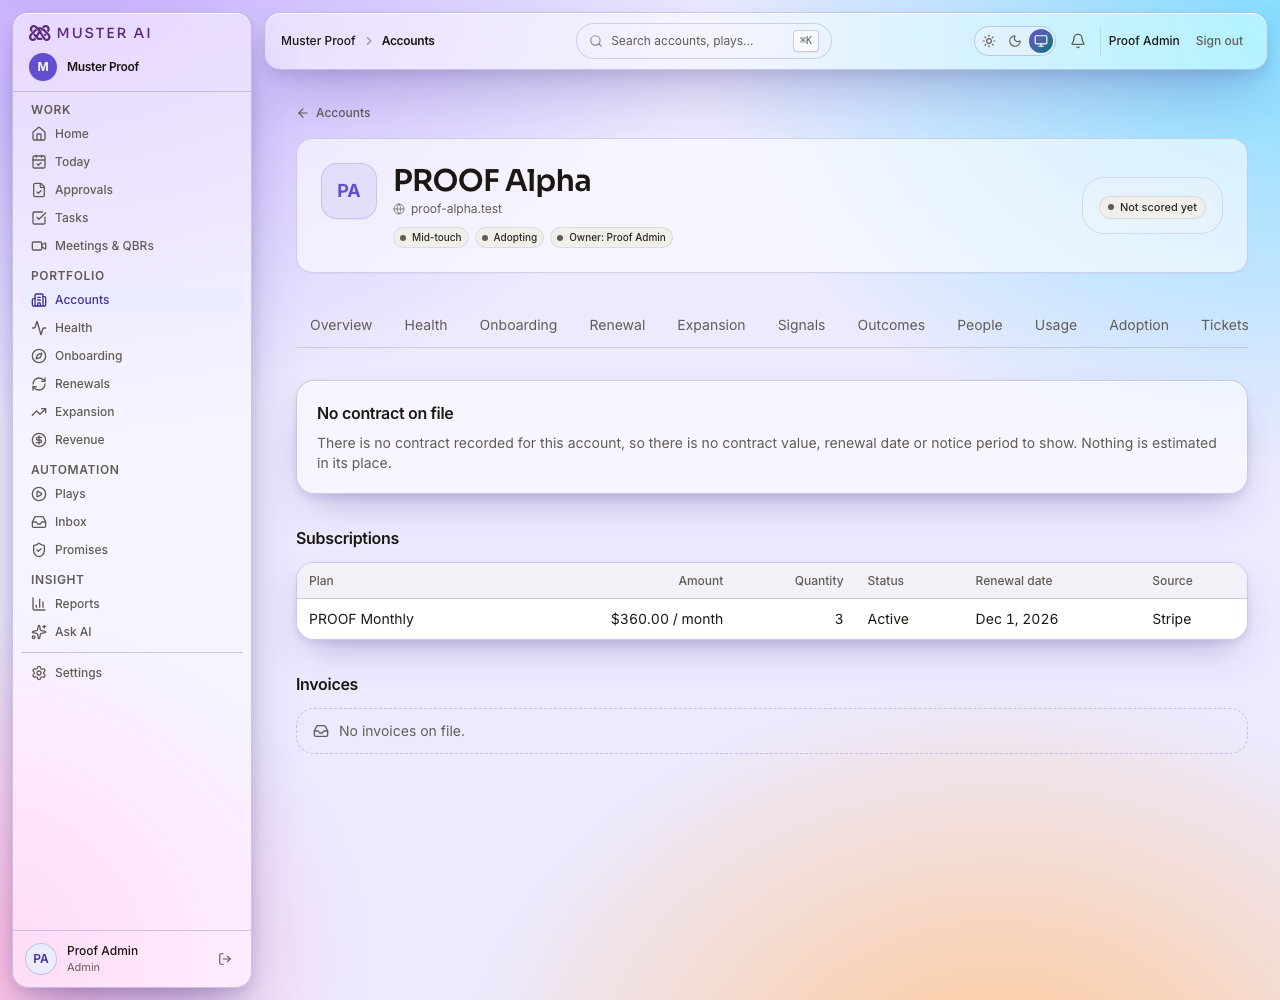 MUSTER AI
M
Muster Proof
WORK
Home
Today
Approvals
Tasks
Meetings & QBRs
PORTFOLIO
Accounts
Health
Onboarding
Renewals
Expansion
Revenue
AUTOMATION
Plays
Inbox
Promises
INSIGHT
Reports
Ask AI
Settings
PA
Proof Admin
Admin
Muster Proof > Accounts
Search accounts, plays... ⌘K
Proof Admin Sign out
Accounts
PA
PROOF Alpha
proof-alpha.test
Mid-touch Adopting Owner: Proof Admin
Not scored yet
Overview Health Onboarding Renewal Expansion Signals Outcomes People Usage Adoption Tickets
No contract on file
There is no contract recorded for this account, so there is no contract value, renewal date or notice period to show. Nothing is estimated
in its place.
Subscriptions
Plan Amount Quantity Status Renewal date Source
PROOF Monthly $360.00 / month 3 Active Dec 1, 2026 Stripe
Invoices
No invoices on file.